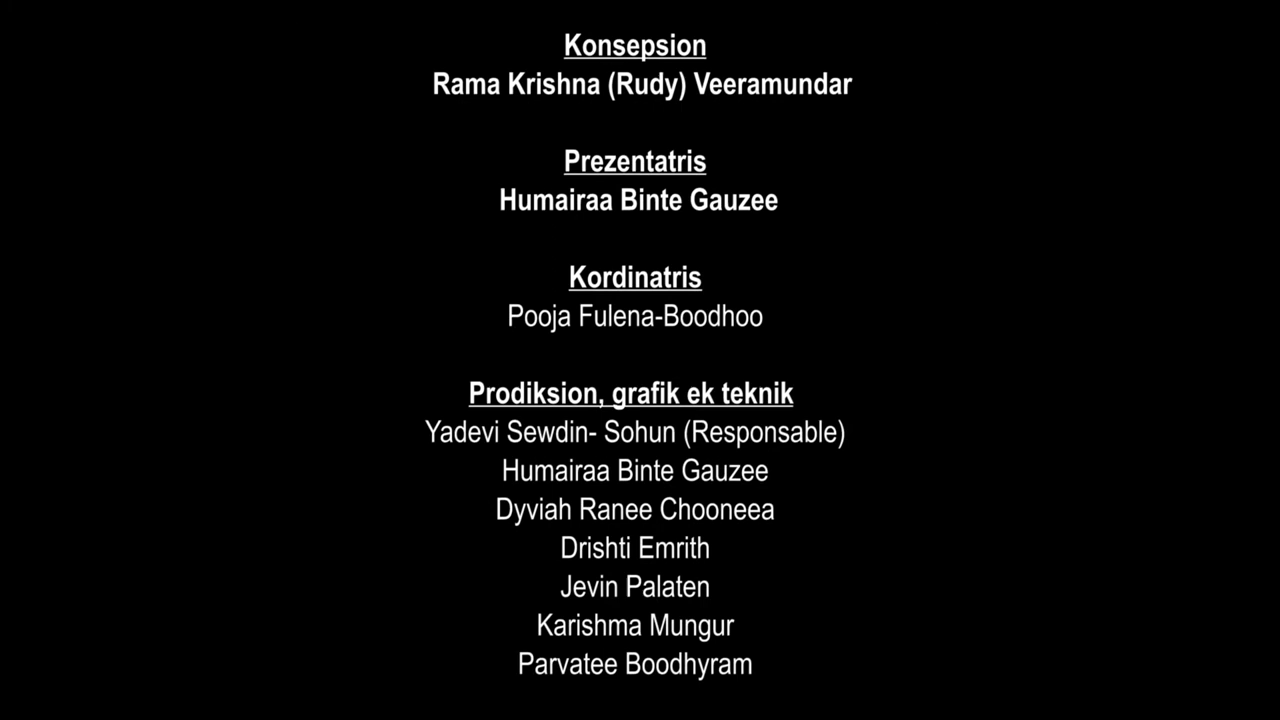 Konsepsion
Rama Krishna (Rudy) Veeramundar
Prezentatris
Humairaa Binte Gauzee
Kordinatris
Pooja Fulena-Boodhoo
Prodiksion, grafik ek teknik
Yadevi Sewdin- Sohun (Responsable)
Humairaa Binte Gauzee
Dyviah Ranee Chooneea
Drishti Emrith
Jevin Palaten
Karishma Mungur
Parvatee Boodhyram